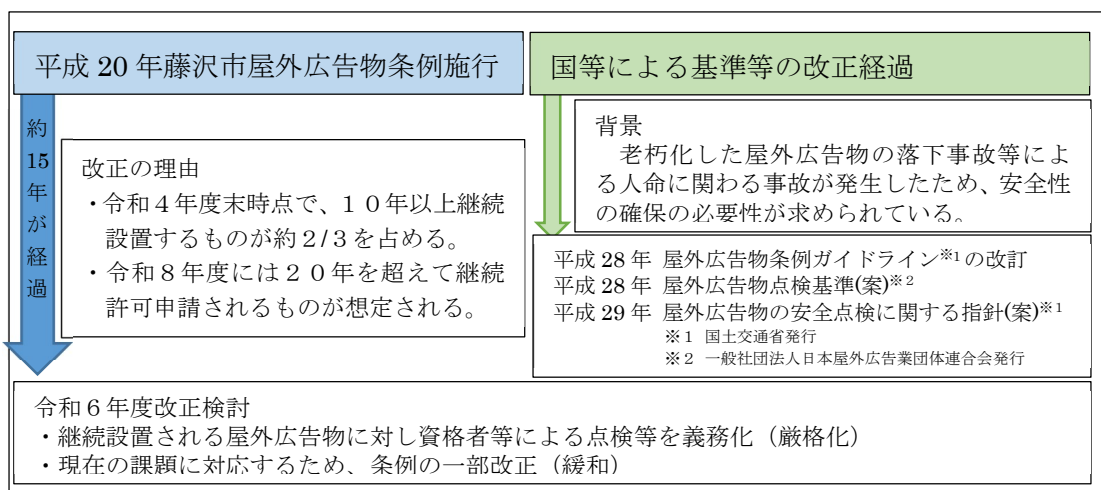 平成 20 年藤沢市屋外広告物条例施行
約15年が経過
改正の理由
・令和４年度末時点で、１０年以上継続
設置するものが約２/３を占める。
・令和８年度には２０年を超えて継続
許可申請されるものが想定される。
国等による基準等の改正経過
背景
老朽化した屋外広告物の落下事故等によ
る人命に関わる事故が発生したため、安全性
の確保の必要性が求められている。
平成 28 年 屋外広告物条例ガイドライン※1 の改訂
平成 28 年 屋外広告物点検基準(案)※2
平成 29 年 屋外広告物の安全点検に関する指針(案)※1
※１ 国土交通省発行
※２ 一般社団法人日本屋外広告業団体連合会発行
令和６年度改正検討
・継続設置される屋外広告物に対し資格者等による点検等を義務化（厳格化）
・現在の課題に対応するため、条例の一部改正（緩和）